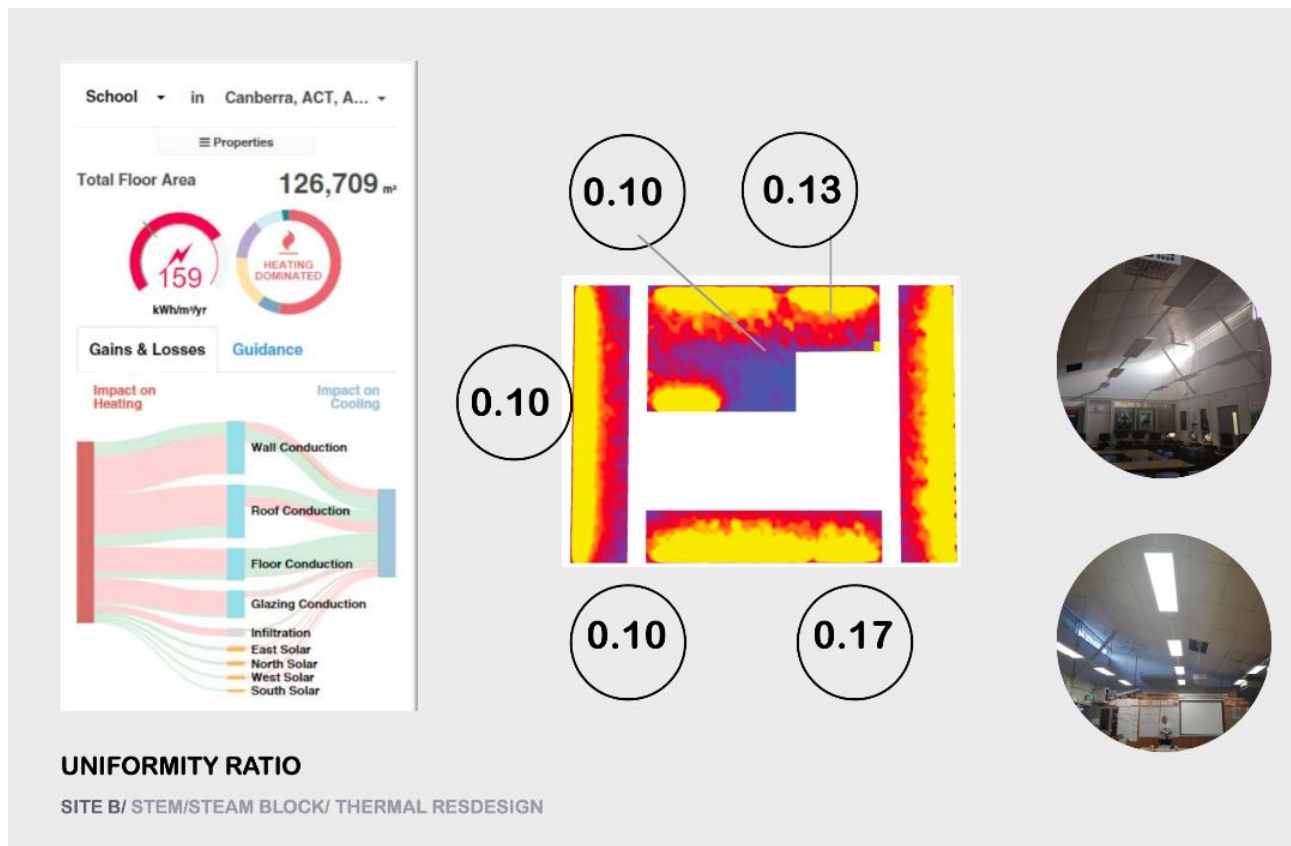 School in Canberra, ACT, A...
Properties
Total Floor Area 126,709 m²
159
kWh/m²/yr
HEATING
DOMINATED
Gains & Losses Guidance
Impact on
Heating
Impact on
Cooling
Wall Conduction
Roof Conduction
Floor Conduction
Glazing Conduction
Infiltration
East Solar
North Solar
West Solar
South Solar
0.10
0.13
0.10
0.10
0.17
UNIFORMITY RATIO
SITE B/ STEM/STEAM BLOCK/ THERMAL RESDESIGN